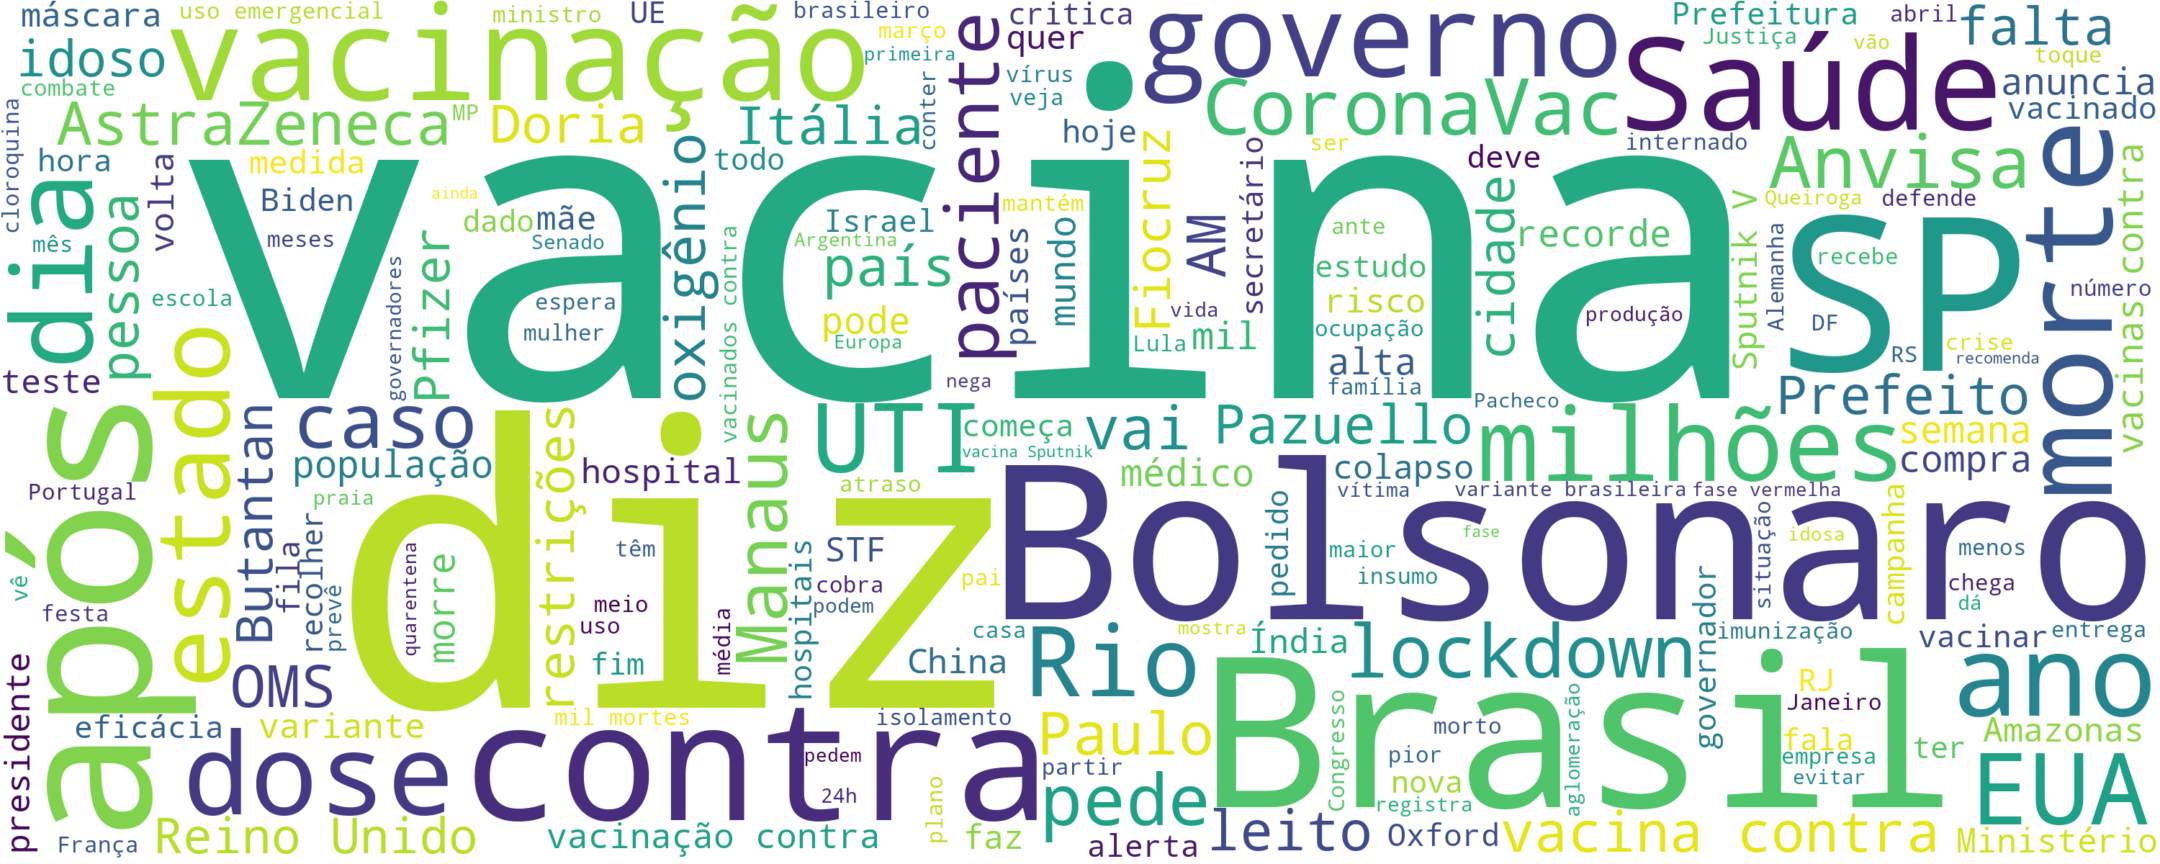 máscara
uso emergencial
ministro
UE
brasileiro
critica
governo
Prefeitura
abril
falta
idoso
vacinação
março
primeira
quer
Saúde
Justiça
vão
toque
combate
AstraZeneca
MP
Doria
Itália
conter
paciente
vírus
veja
CoronaVac
anuncia
vacinado
cloroquina
hora
volta
medida
oxigênio
todo
hoje
Fiocruz
secretário
ser
deve
internado
Anvisa
morte
vacinas contra
dia
pessoa
vacina
Biden
ainda
dado
mãe
Israel
mantém
AM
ante
cidade
recorde
Sputnik V
Queiroga
defende
mês
meses
Senado
Argentina
países
mundo
estudo
Alemanha
SP
recebe
escola
governadores
Pfizer
espera
mulher
vacinados contra
país
pode
Europa
vida
risco
ocupação
produção
DF
número
teste
Lula
mil
alta
família
RS
crise
recomenda
nega
Pacheco
Prefeito
após
estado
Butantan
caso
diz
restrições
Manaus
UTI
começa
vai
Pazuello
milhões
semana
compra
população
hospital
vacina Sputnik
médico
colapso
Portugal
praia
atraso
Bolsonaro
vítima
variante brasileira
fase vermelha
fila
recolher
prevê
quarentena
morre
têm
STF
pedido
maior
insumo
fase
situação
idosa
campanha
menos
vê
festa
meio
uso
média
hospitais
cobra
podem
pai
governador
chega
dá
presidente
OMS
fim
China
casa
Rio
mostra
Índia
lockdown
imunização
vacinar
entrega
ano
eficácia
variante
mil mortes
isolamento
Paulo
Brasil
Congresso
morto
aglomeração
RJ
Janeiro
fala
ter
Amazonas
dose
contra
pedem
partir
pior
empresa
evitar
EUA
24h
plano
pede
nova
registra
França
Reino Unido
vacinação contra
faz
alerta
leito
Oxford
vacina contra
Ministério